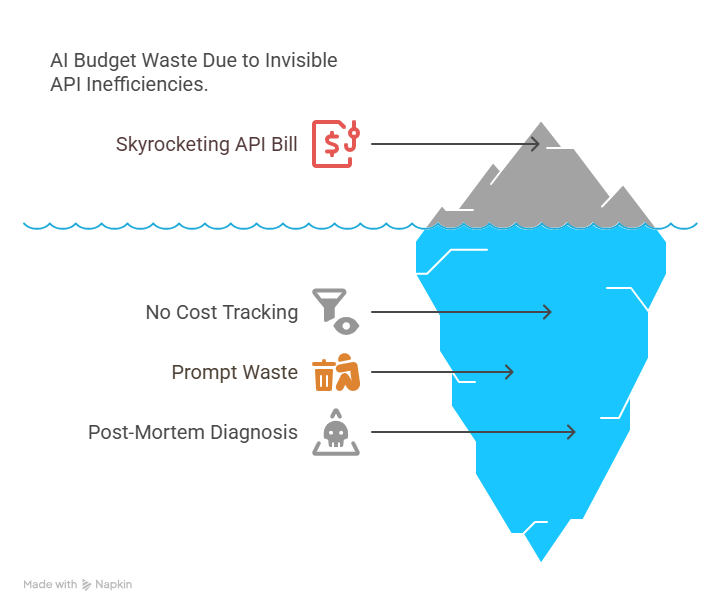 AI Budget Waste Due to Invisible
API Inefficiencies.
Skyrocketing API Bill
$
No Cost Tracking
Prompt Waste
Post-Mortem Diagnosis
Made with Napkin